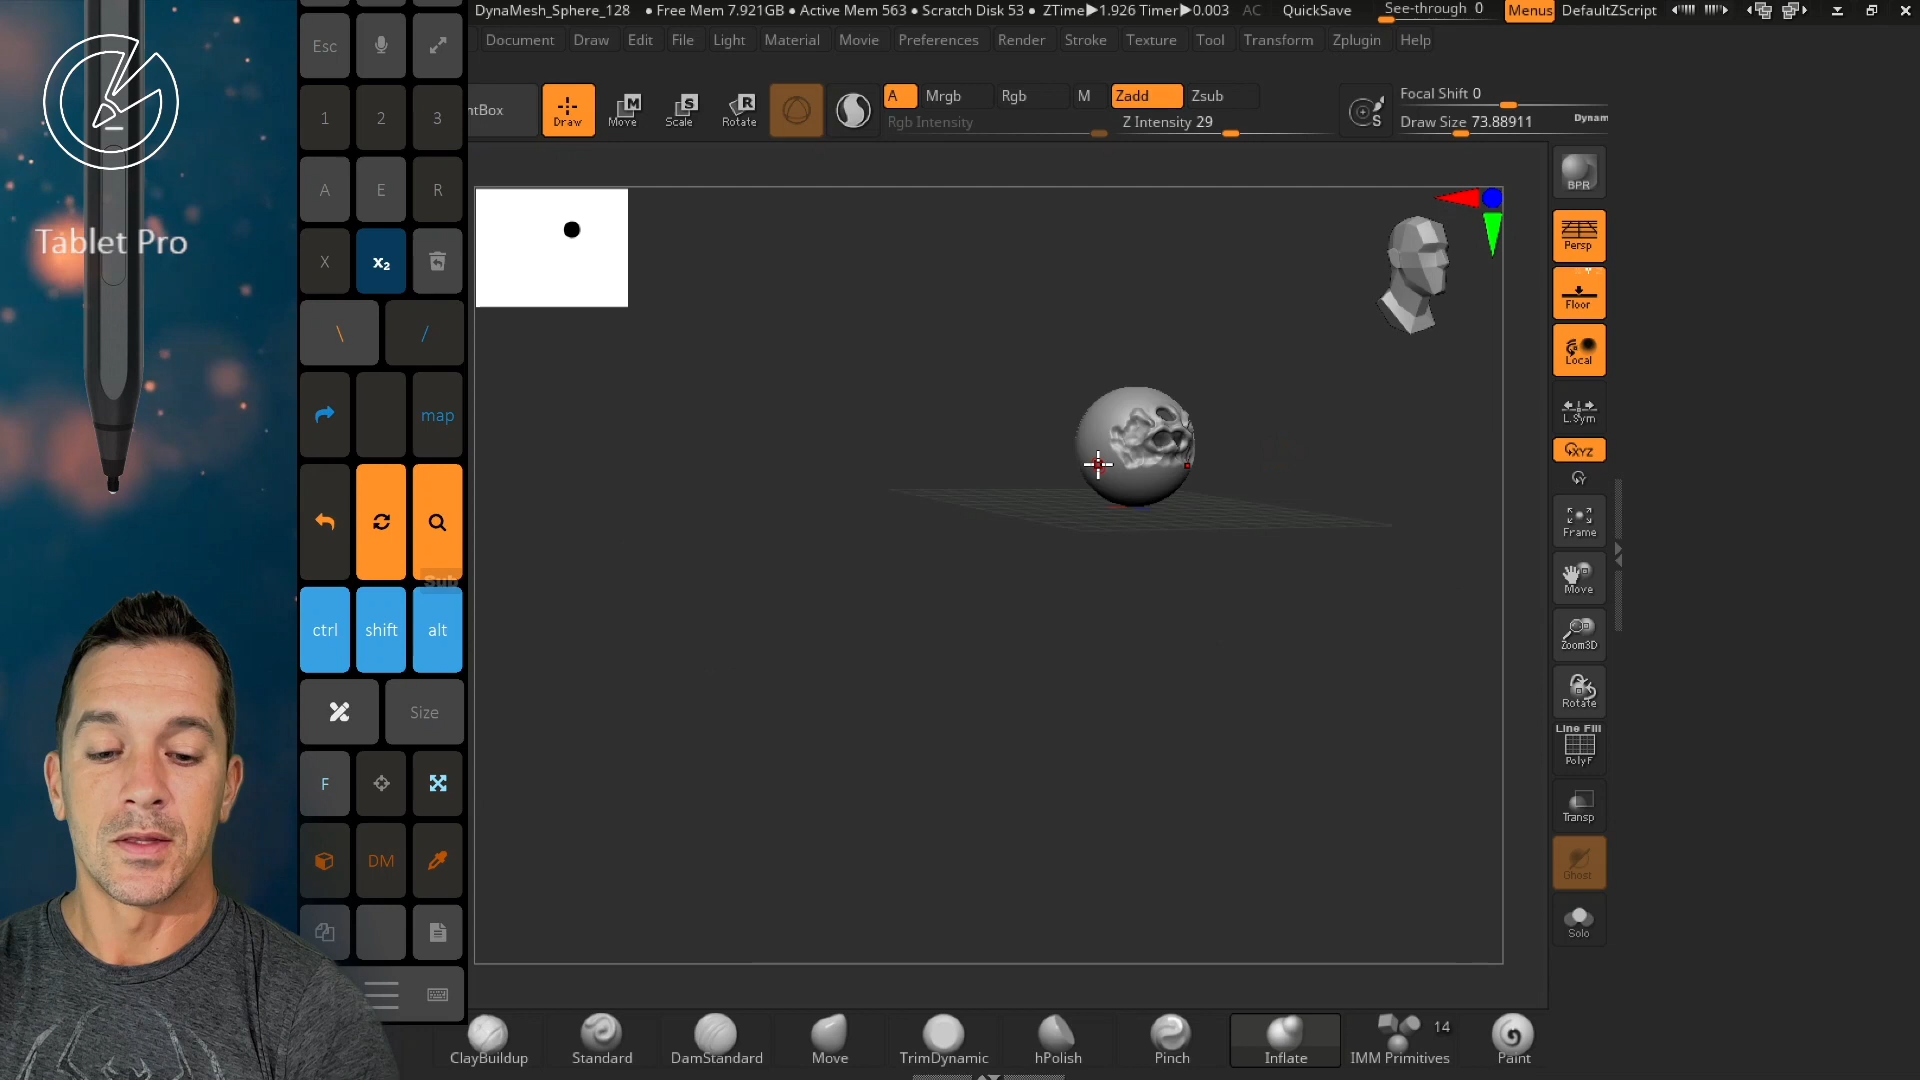 DynaMesh_Sphere_128 • Free Mem 7.921GB • Active Mem 563 • Scratch Disk 53 • ZTime▶1.926 Timer▶0.003 AC QuickSave See-through 0 Menus DefaultZScript
Document Draw Edit File Light Material Movie Preferences Render Stroke Texture Tool Transform Zplugin Help
ntBox Draw Move Scale Rotate A Mrgb Rgb M Zadd Zsub Focal Shift 0
Rgb Intensity Z Intensity 29 Draw Size 73.88911 Dynam
Tablet Pro
Esc
1 2 3
A E R
X x₂
\ /
map
Sub
ctrl shift alt
Size
F
DM
BPR
Persp
Floor
Local
L.Sym
XYZ
Y
Frame
Move
Zoom3D
Rotate
Line Fill
PolyF
Transp
Ghost
Solo
14
ClayBuildup Standard DamStandard Move TrimDynamic hPolish Pinch Inflate IMM Primitives Paint